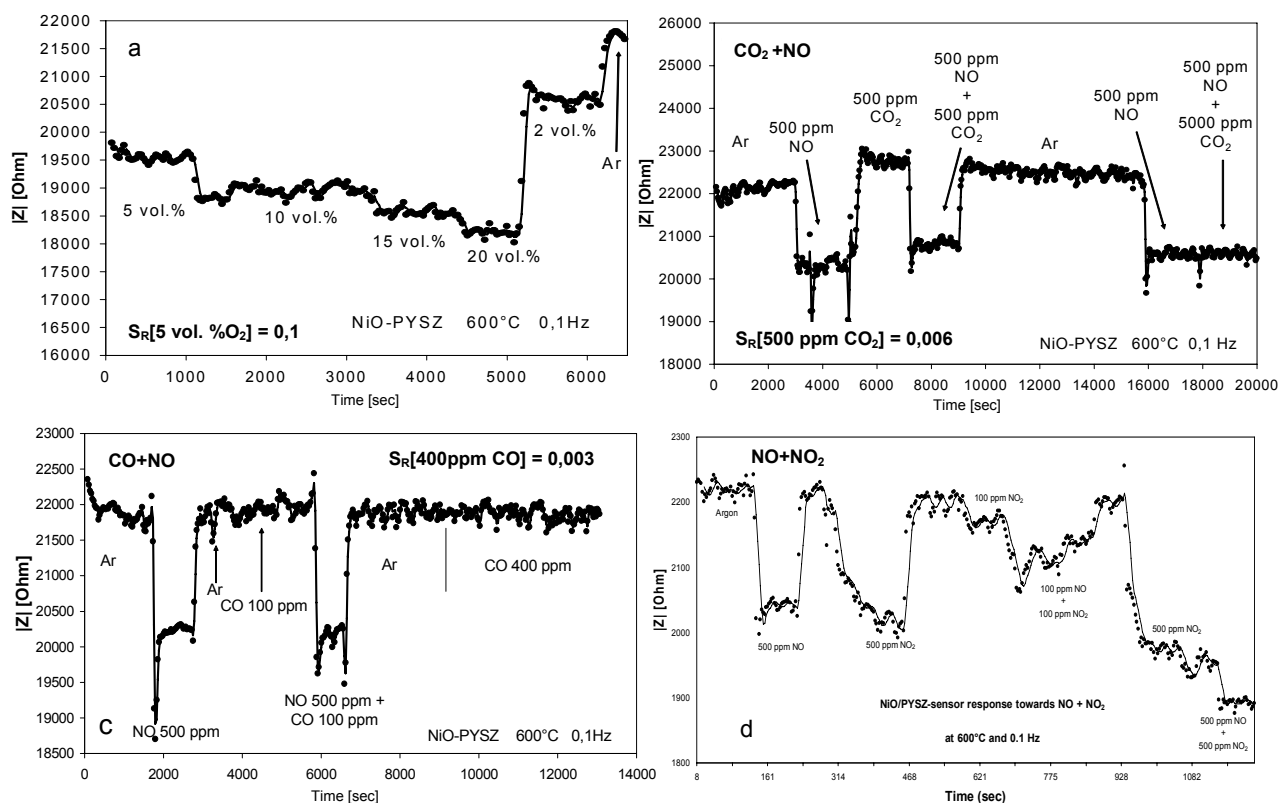 a
22000
21500
21000
20500
20000
19500
19000
18500
18000
17500
17000
16500
16000
|Z| [Ohm]
5 vol.%
10 vol.%
15 vol.%
20 vol.%
2 vol.%
Ar
S_R[5 vol. %O₂] = 0,1
NiO-PYSZ 600°C 0,1Hz
0 1000 2000 3000 4000 5000 6000
Time [sec]
26000
25000
24000
23000
22000
21000
20000
19000
18000
|Z| [Ohm]
CO₂ +NO
Ar
500 ppm
NO
500 ppm
CO₂
500 ppm
NO
+
500 ppm
CO₂
Ar
500 ppm
NO
500 ppm
NO
+
5000 ppm
CO₂
S_R[500 ppm CO₂] = 0,006
NiO-PYSZ 600°C 0,1 Hz
0 2000 4000 6000 8000 10000 12000 14000 16000 18000 20000
Time [sec]
23000
22500
22000
21500
21000
20500
20000
19500
19000
18500
|Z| [Ohm]
CO+NO
S_R[400ppm CO] = 0,003
Ar
Ar
CO 100 ppm
Ar
CO 400 ppm
NO 500 ppm
NO 500 ppm +
CO 100 ppm
c
NiO-PYSZ 600°C 0,1Hz
0 2000 4000 6000 8000 10000 12000 14000
Time [sec]
2300
2200
2100
2000
1900
1800
|Z| [Ohm]
NO+NO₂
Argon
500 ppm NO
500 ppm NO₂
100 ppm NO₂
100 ppm NO
+
100 ppm NO₂
500 ppm NO₂
500 ppm NO
+
500 ppm NO₂
NiO/PYSZ-sensor response towards NO + NO₂
d
at 600°C and 0.1 Hz
8 161 314 468 621 775 928 1082
Time (sec)